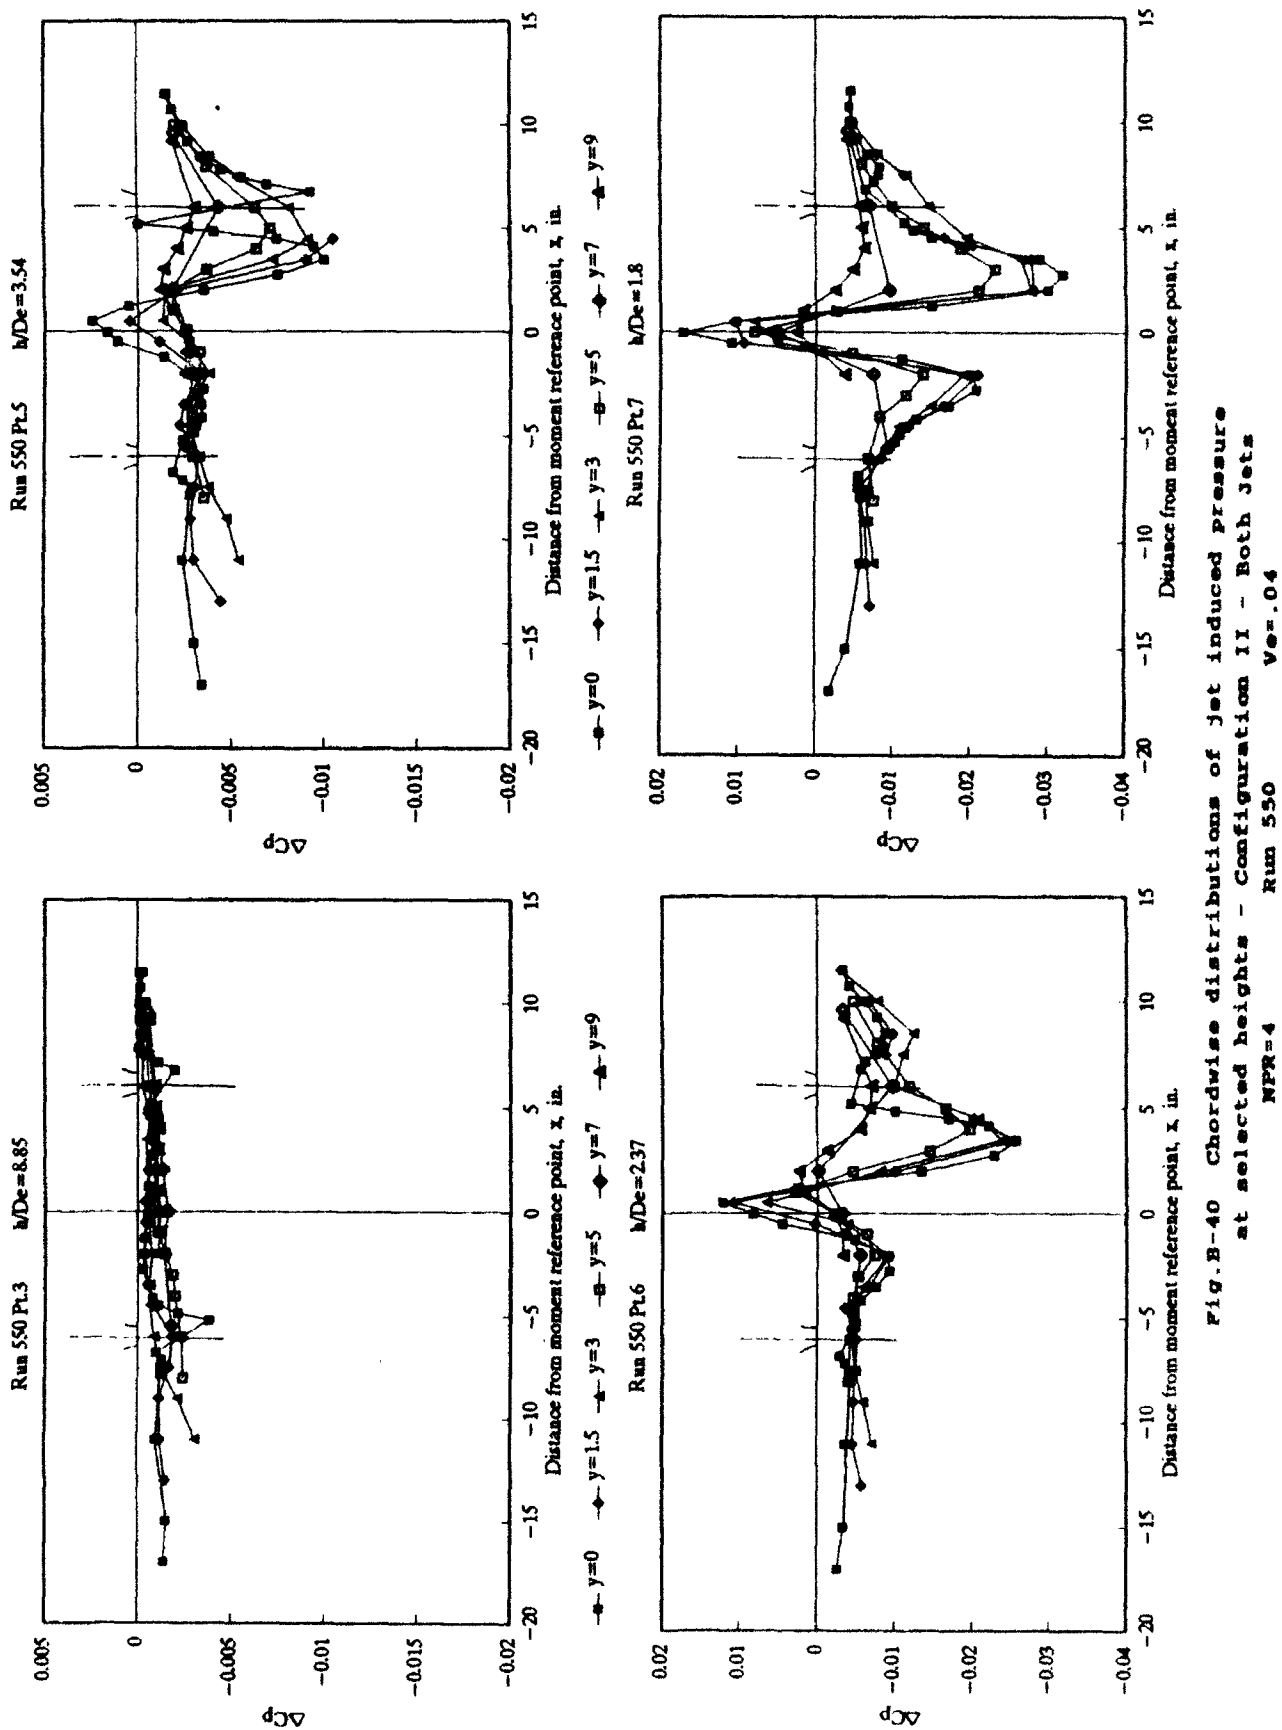 Run 550 Pt.3 h/De=8.85
0.005
0
-0.005
-0.01
-0.015
-0.02
ΔCp
-20 -15 -10 -5 0 5 10 15
Distance from moment reference point, x, in.
Run 550 Pt.5 h/De=3.54
0.005
0
-0.005
-0.01
-0.015
-0.02
ΔCp
-20 -15 -10 -5 0 5 10 15
Distance from moment reference point, x, in.
y=0 y=1.5 y=3 y=5 y=7 y=9
y=0 y=1.5 y=3 y=5 y=7 y=9
Run 550 Pt.6 h/De=2.37
0.02
0.01
0
-0.01
-0.02
-0.03
-0.04
ΔCp
-20 -15 -10 -5 0 5 10 15
Distance from moment reference point, x, in.
Run 550 Pt.7 h/De=1.8
0.02
0.01
0
-0.01
-0.02
-0.03
-0.04
ΔCp
-20 -15 -10 -5 0 5 10 15
Distance from moment reference point, x, in.
Fig.B-40 Chordwise distributions of jet induced pressure
at selected heights - Configuration II - Both Jets
NPR=4 Run 550 Ve=.04